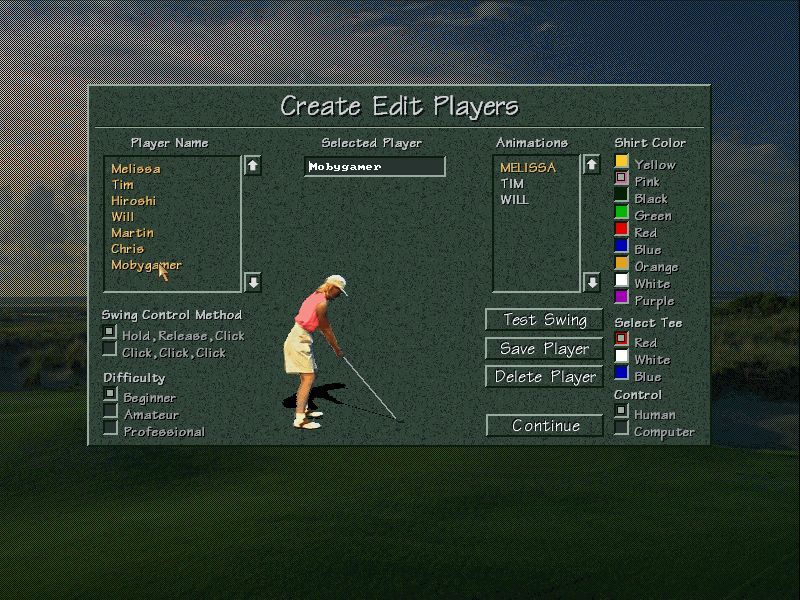 Create Edit Players
Player Name
Melissa
Tim
Hiroshi
Will
Martin
Chris
Mobygamer
Swing Control Method
Hold,Release,Click
Click,Click,Click
Difficulty
Beginner
Amateur
Professional
Selected Player
Mobygamer
Animations
MELISSA
TIM
WILL
Test Swing
Save Player
Delete Player
Continue
Shirt Color
Yellow
Pink
Black
Green
Red
Blue
Orange
White
Purple
Select Tee
Red
White
Blue
Control
Human
Computer